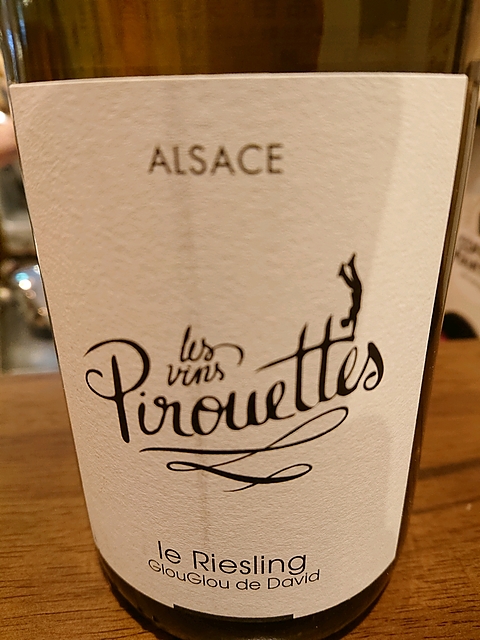 ALSACE
les
vins
Pirouettes
le Riesling
GlouGlou de David